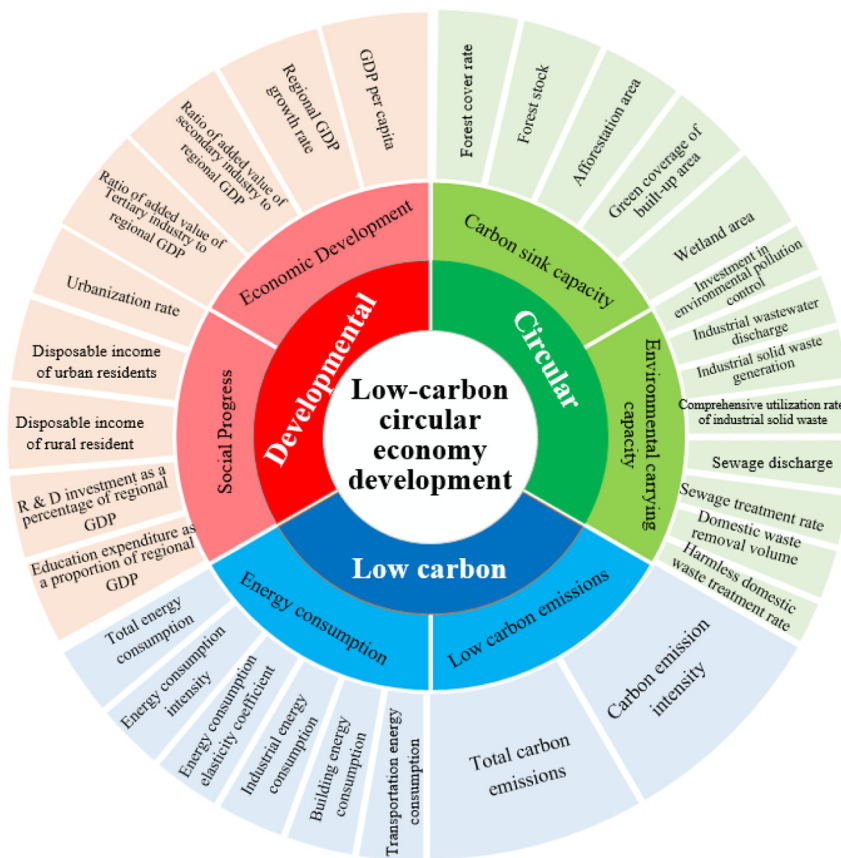 Low-carbon
circular
economy
development
Developmental
Circular
Low carbon
Economic Development
Social Progress
Carbon sink capacity
Environmental carrying
capacity
Energy consumption
Low carbon emissions
GDP per capita
Regional GDP
growth rate
Ratio of added value of
secondary industry to
regional GDP
Ratio of added value of
Tertiary industry to
regional GDP
Urbanization rate
Disposable income
of urban residents
Disposable income
of rural resident
R & D investment as a
percentage of regional
GDP
Education expenditure as
a proportion of regional
GDP
Forest cover rate
Forest stock
Afforestation area
Green coverage of
built-up area
Wetland area
Investment in
environmental pollution
control
Industrial wastewater
discharge
Industrial solid waste
generation
Comprehensive utilization rate
of industrial solid waste
Sewage discharge
Sewage treatment rate
Domestic waste
removal volume
Harmless domestic
waste treatment rate
Total energy
consumption
Energy consumption
intensity
Energy consumption
elasticity coefficient
Industrial energy
consumption
Building energy
consumption
Transportation energy
consumption
Total carbon
emissions
Carbon emission
intensity